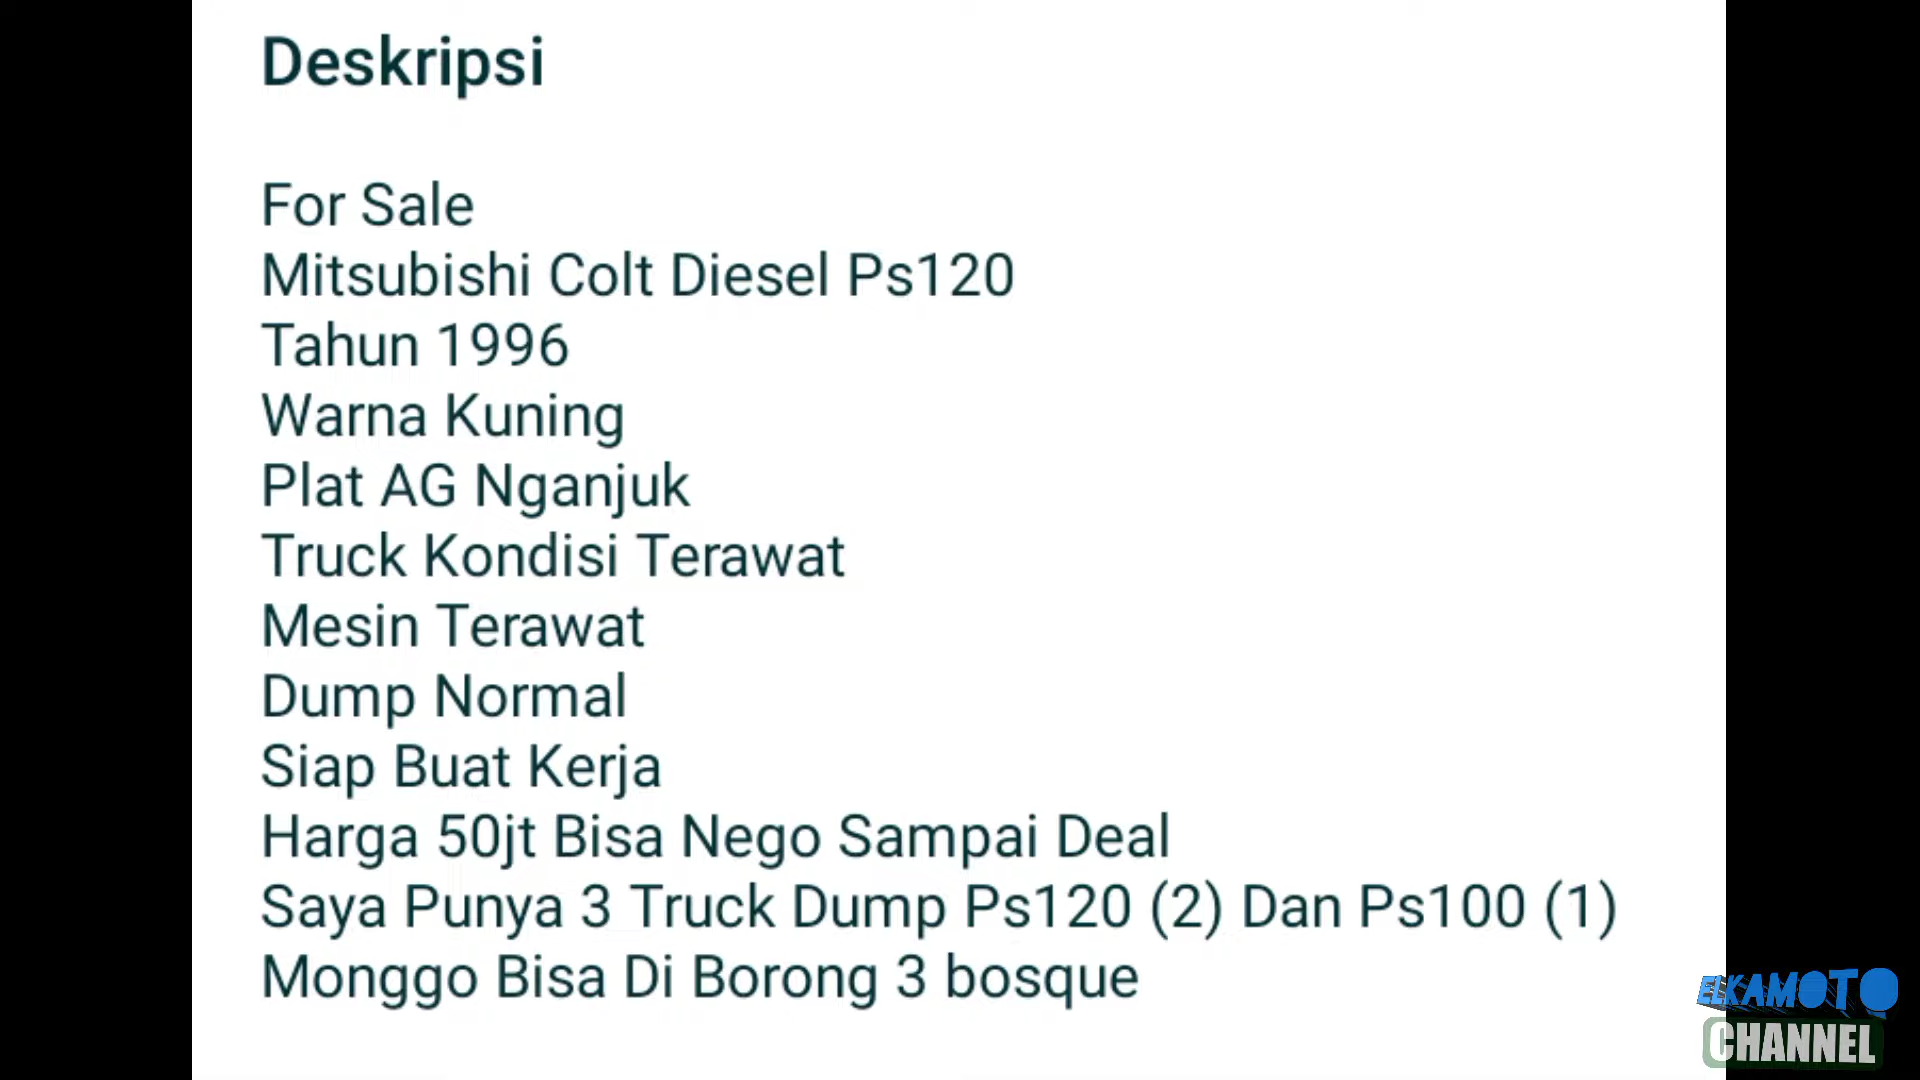 Deskripsi
For Sale
Mitsubishi Colt Diesel Ps120
Tahun 1996
Warna Kuning
Plat AG Nganjuk
Truck Kondisi Terawat
Mesin Terawat
Dump Normal
Siap Buat Kerja
Harga 50jt Bisa Nego Sampai Deal
Saya Punya 3 Truck Dump Ps120 (2) Dan Ps100 (1)
Monggo Bisa Di Borong 3 bosque
ELKAMOTO
CHANNEL